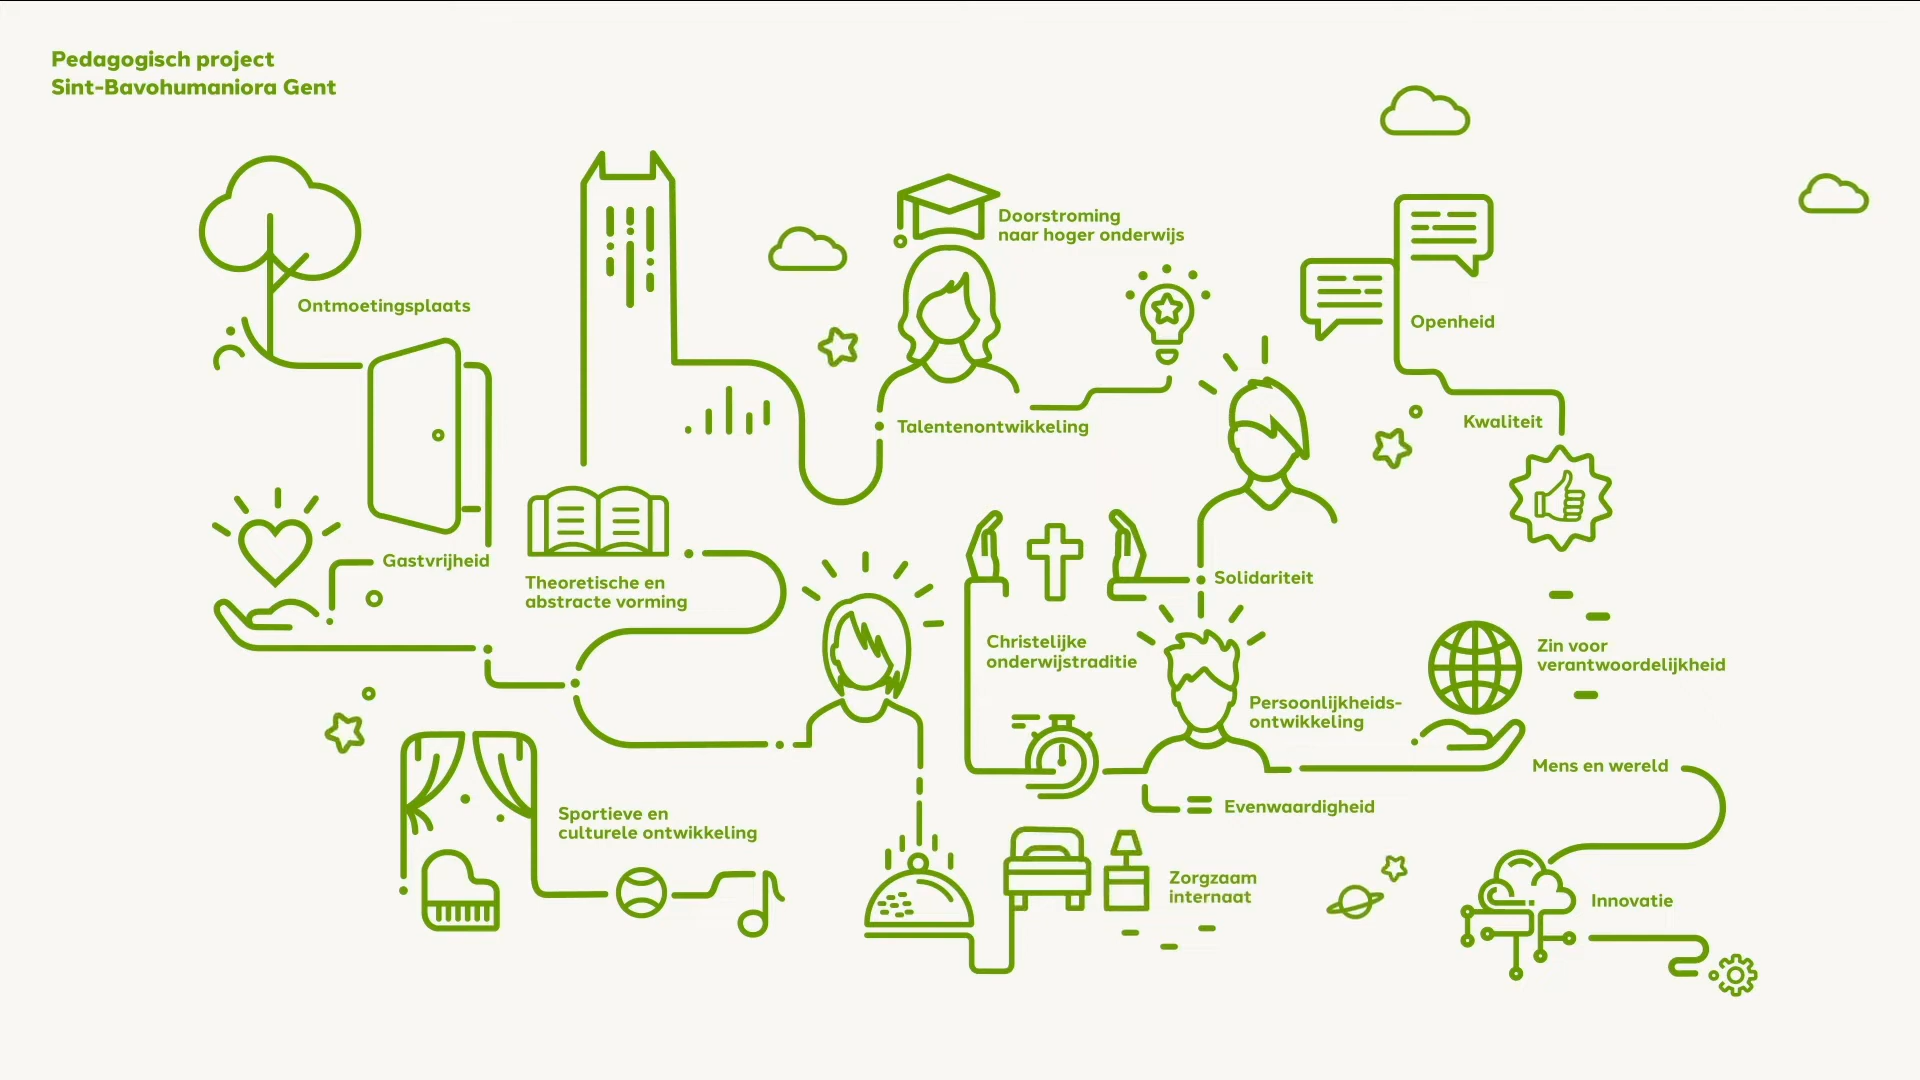 Pedagogisch project
Sint-Bavohumaniora Gent
Ontmoetingsplaats
Gastvrijheid
Theoretische en
abstracte vorming
Doorstroming
naar hoger onderwijs
Talentenontwikkeling
Openheid
Kwaliteit
Solidariteit
Christelijke
onderwijstraditie
Persoonlijkheids-
ontwikkeling
Zin voor
verantwoordelijkheid
Mens en wereld
Evenwaardigheid
Sportieve en
culturele ontwikkeling
Zorgzaam
internaat
Innovatie